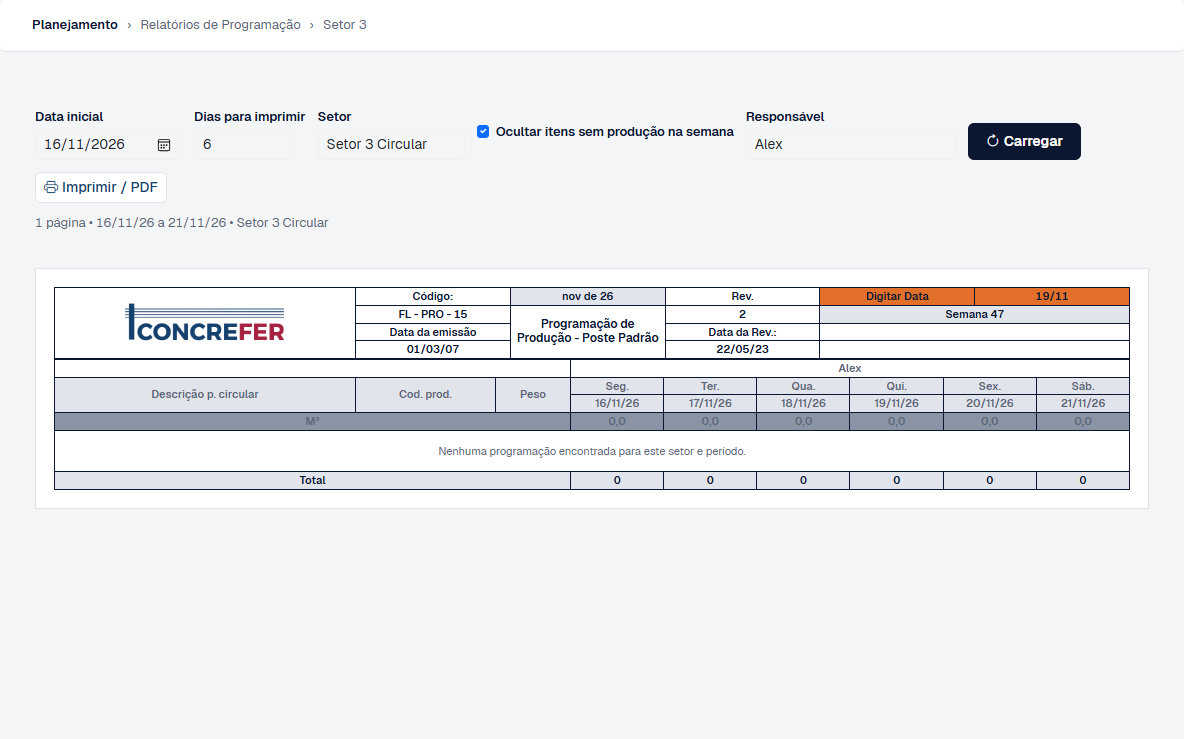 Planejamento › Relatórios de Programação › Setor 3
Data inicial Dias para imprimir Setor Responsável
Ocultar itens sem produção na semana
16/11/2026 6 Setor 3 Circular Alex Carregar
Imprimir / PDF
1 página • 16/11/26 a 21/11/26 • Setor 3 Circular
CONCREFER
Código: nov de 26 Rev. Digitar Data 19/11
FL - PRO - 15 Programação de Produção - Poste Padrão 2 Semana 47
Data da emissão Data da Rev.:
01/03/07 22/05/23
Alex
Descrição p. circular Cod. prod. Peso Seg. Ter. Qua. Qui. Sex. Sáb.
16/11/26 17/11/26 18/11/26 19/11/26 20/11/26 21/11/26
M³ 0,0 0,0 0,0 0,0 0,0 0,0
Nenhuma programação encontrada para este setor e período.
Total 0 0 0 0 0 0